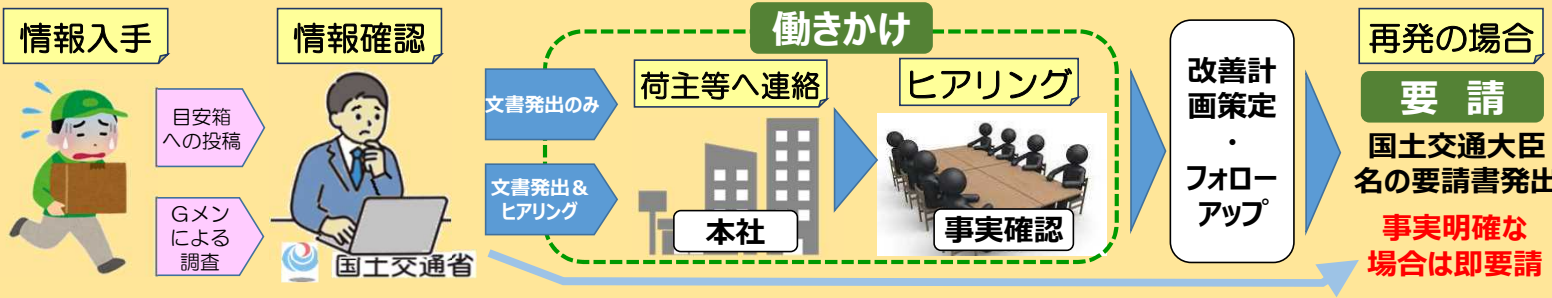 情報入手
目安箱
への投稿
Gメン
による
調査
情報確認
国土交通省
文書発出のみ
文書発出&
ヒアリング
働きかけ
荷主等へ連絡
本社
ヒアリング
事実確認
改善計
画策定
・
フォロー
アップ
再発の場合
要 請
国土交通大臣
名の要請書発出
事実明確な
場合は即要請